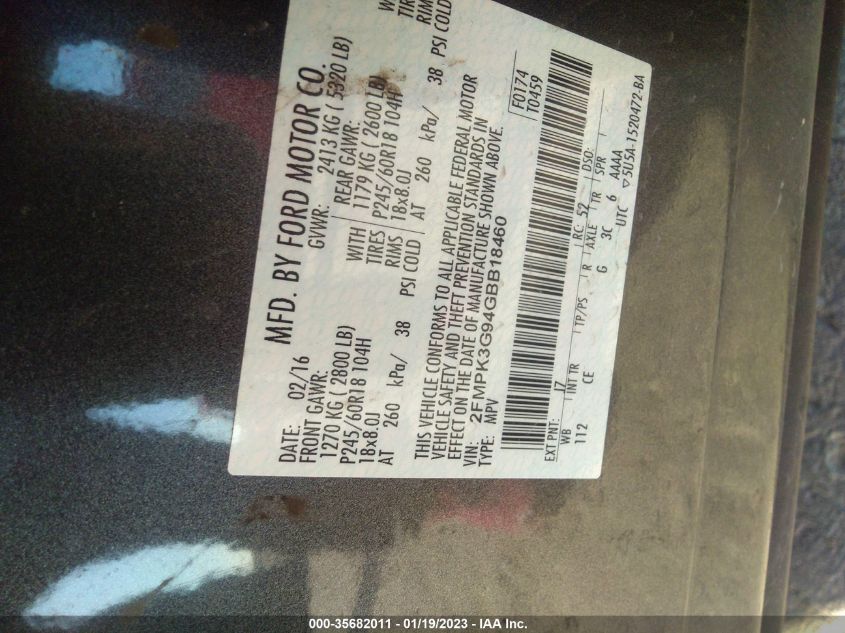 MFD. BY FORD MOTOR CO.
DATE: 02/16 GVWR: 2413 KG ( 5320 LB)
FRONT GAWR: REAR GAWR:
1270 KG ( 2800 LB) WITH 1179 KG ( 2600 LB)
P245/60R18 104H TIRES P245/60R18 104H
18x8.0J RIMS 18x8.0J
AT 260 kPa/ 38 PSI COLD AT 260 kPa/ 38 PSI COLD
THIS VEHICLE CONFORMS TO ALL APPLICABLE FEDERAL MOTOR
VEHICLE SAFETY AND THEFT PREVENTION STANDARDS IN
EFFECT ON THE DATE OF MANUFACTURE SHOWN ABOVE.
VIN: 2FMPK3G94GBB18460
TYPE: MPV
F0174
T0459
EXT PNT: J7 RC: 52 DSO:
WB INT TR TP/PS R AXLE TR SPR
112 CE G 3C 6 AAAA
UTC ▽5U5A-1520472-BA
WITH
TIRES
RIMS
PSI COLD
000-35682011 - 01/19/2023 - IAA Inc.